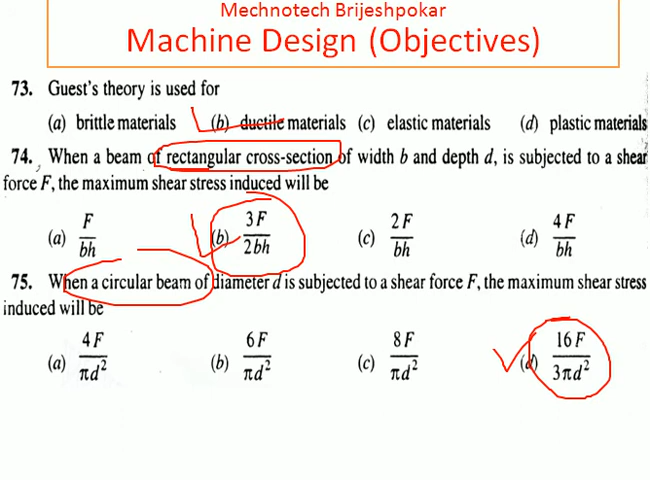 Mechnotech Brijeshpokar
Machine Design (Objectives)
73. Guest's theory is used for
(a) brittle materials (b) ductile materials (c) elastic materials (d) plastic materials
74. When a beam of rectangular cross-section of width b and depth d, is subjected to a shear
force F, the maximum shear stress induced will be
(a) F/bh (b) 3F/2bh (c) 2F/bh (d) 4F/bh
75. When a circular beam of diameter d is subjected to a shear force F, the maximum shear stress
induced will be
(a) 4F/πd² (b) 6F/πd² (c) 8F/πd² (d) 16F/3πd²